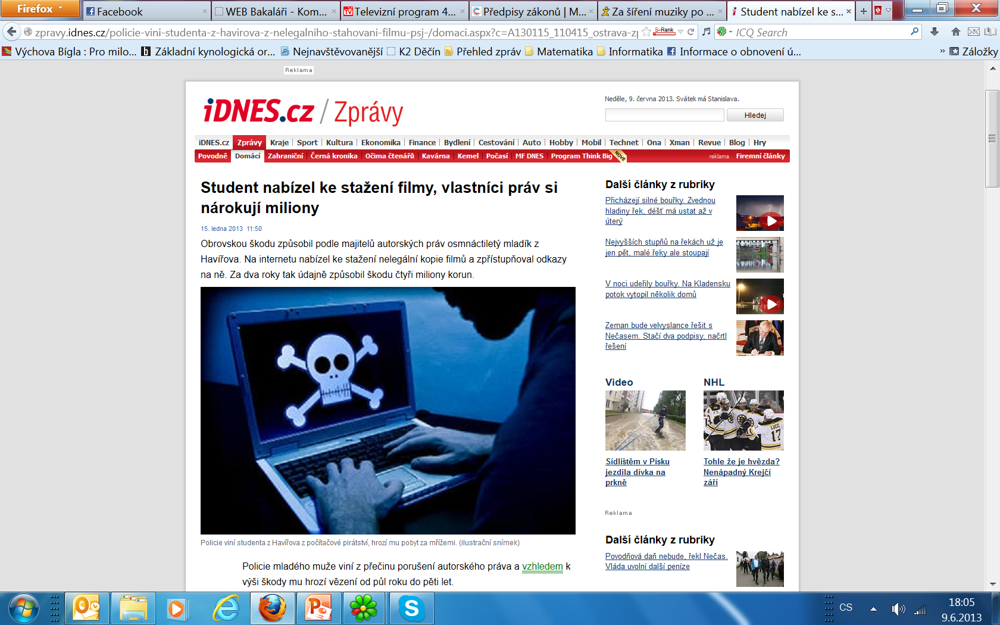 Firefox
Facebook
WEB Bakaláři - Kom...
Televizní program 4...
Předpisy zákonů | M...
Za šíření muziky po ...
Student nabízel ke s...
zpravy.idnes.cz/policie-vini-studenta-z-havirova-z-nelegalniho-stahovani-filmu-psj-/domaci.aspx?c=A130115_110415_ostrava-zp
S-Rank
ICQ Search
Výchova Bígla : Pro milo...
Základní kynologická or...
Nejnavštěvovanější
K2 Děčín
Přehled zpráv
Matematika
Informatika
Informace o obnovení ú...
»
Záložky
Reklama
iDNES.cz / Zprávy
Neděle, 9. června 2013. Svátek má Stanislava.
Hledej
iDNES.cz Zprávy Kraje Sport Kultura Ekonomika Finance Bydlení Cestování Auto Hobby Mobil Technet Ona Xman Revue Blog Hry
Povodně Domácí Zahraniční Černá kronika Očima čtenářů Kavárna Kemel Počasí MF DNES Program Think Big NOVÉ reklama Firemní články
Student nabízel ke stažení filmy, vlastníci práv si
nárokují miliony
15. ledna 2013 11:50
Obrovskou škodu způsobil podle majitelů autorských práv osmnáctiletý mladík z
Havířova. Na internetu nabízel ke stažení nelegální kopie filmů a zpřístupňoval odkazy
na ně. Za dva roky tak údajně způsobil škodu čtyři miliony korun.
Policie viní studenta z Havířova z počítačové pirátství, hrozí mu pobyt za mřížemi. (ilustrační snímek)
Policie mladého muže viní z přečinu porušení autorského práva a vzhledem k
výši škody mu hrozí vězení od půl roku do pěti let.
Další články z rubriky
Přicházejí silné bouřky. Zvednou
hladiny řek, déšť má ustat až v
úterý
Nejvyšších stupňů na řekách už je
jen pět, malé řeky ale stoupají
V noci udeřily bouřky. Na Kladensku
potok vytopil několik domů
Zeman bude velvyslance řešit s
Nečasem. Stačí dva podpisy, načrtl
řešení
Video
Sídlištěm v Písku
jezdila dívka na
prkně
NHL
LUCIC
17
Tohle že je hvězda?
Nenápadný Krejčí
září
Reklama
Další články z rubriky
Povodňová daň nebude, řekl Nečas.
Vláda uvolní další peníze
CS
18:05
9.6.2013